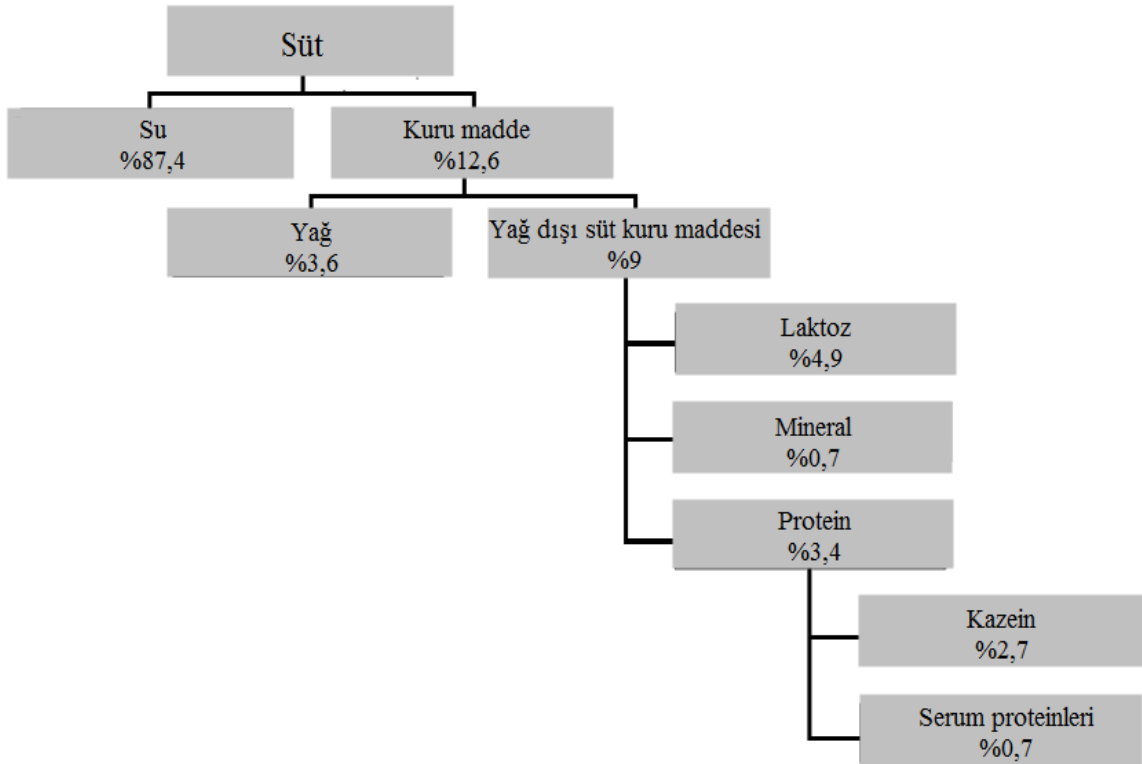 Süt
Su
%87,4
Kuru madde
%12,6
Yağ
%3,6
Yağ dışı süt kuru maddesi
%9
Laktoz
%4,9
Mineral
%0,7
Protein
%3,4
Kazein
%2,7
Serum proteinleri
%0,7